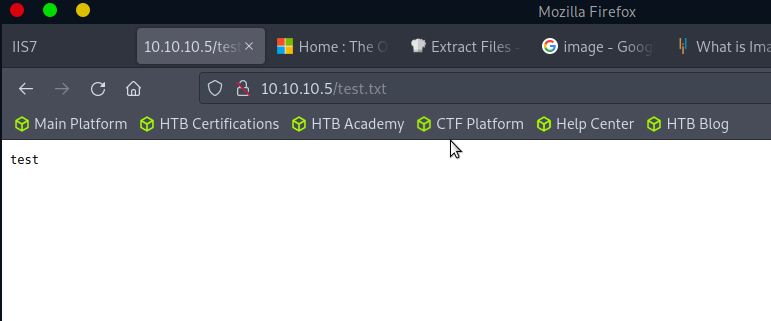 Mozilla Firefox
IIS7 10.10.10.5/test × Home : The O Extract Files - image - Goog What is Ima
10.10.10.5/test.txt
Main Platform HTB Certifications HTB Academy CTF Platform Help Center HTB Blog
test